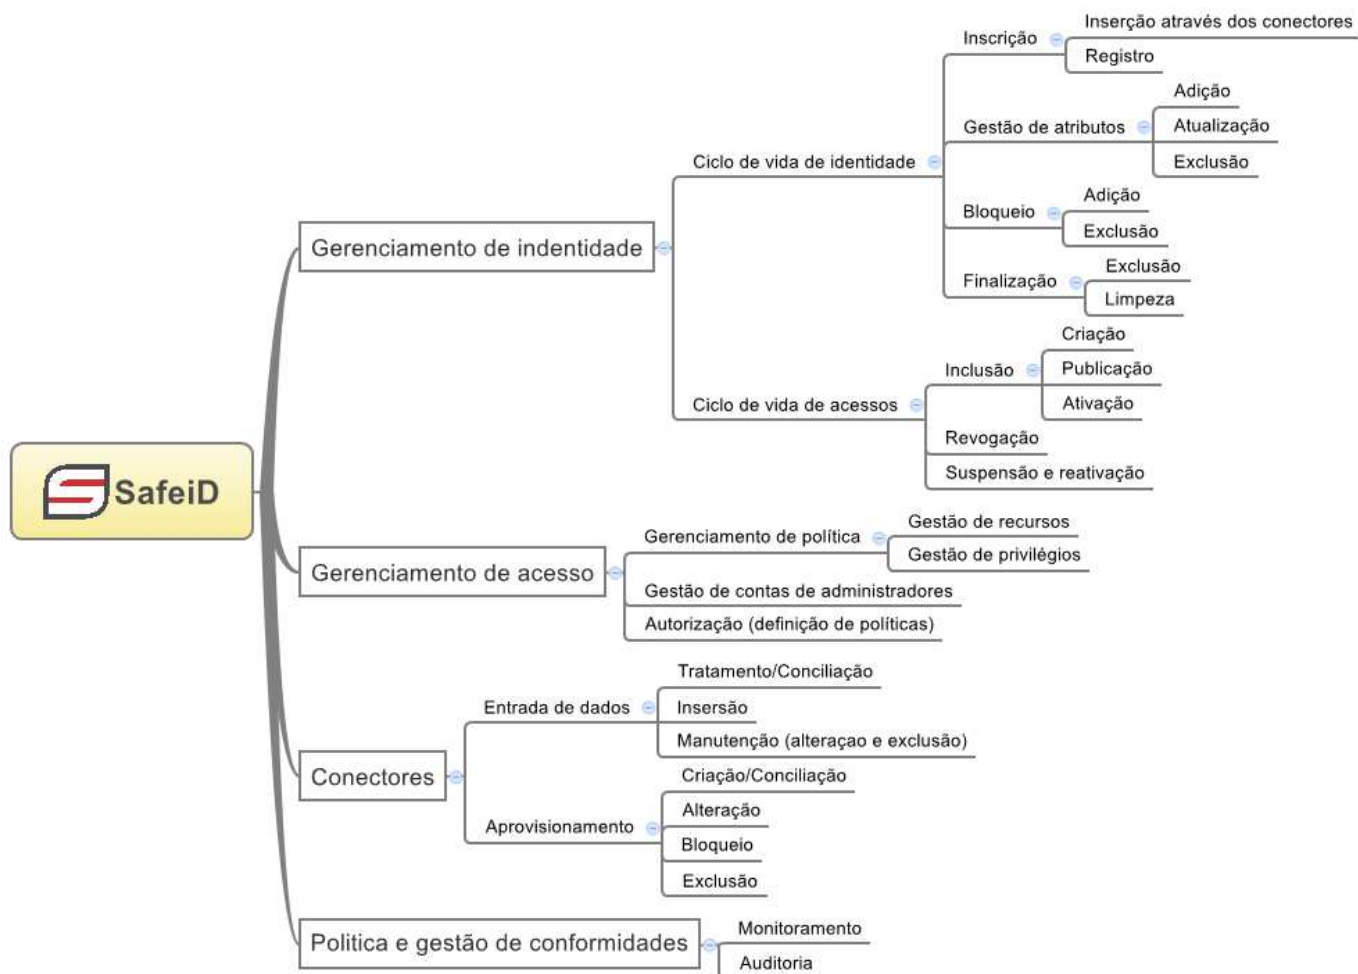 Inserção através dos conectores
Inscrição
Registro
Adição
Gestão de atributos
Atualização
Exclusão
Ciclo de vida de identidade
Adição
Bloqueio
Exclusão
Gerenciamento de indentidade
Exclusão
Finalização
Limpeza
Criação
Inclusão
Publicação
Ativação
Ciclo de vida de acessos
Revogação
Suspensão e reativação
SafeiD
Gestão de recursos
Gerenciamento de política
Gestão de privilégios
Gerenciamento de acesso
Gestão de contas de administradores
Autorização (definição de políticas)
Tratamento/Conciliação
Entrada de dados
Insersão
Manutenção (alteraçao e exclusão)
Conectores
Criação/Conciliação
Alteração
Aprovisionamento
Bloqueio
Exclusão
Politica e gestão de conformidades
Monitoramento
Auditoria